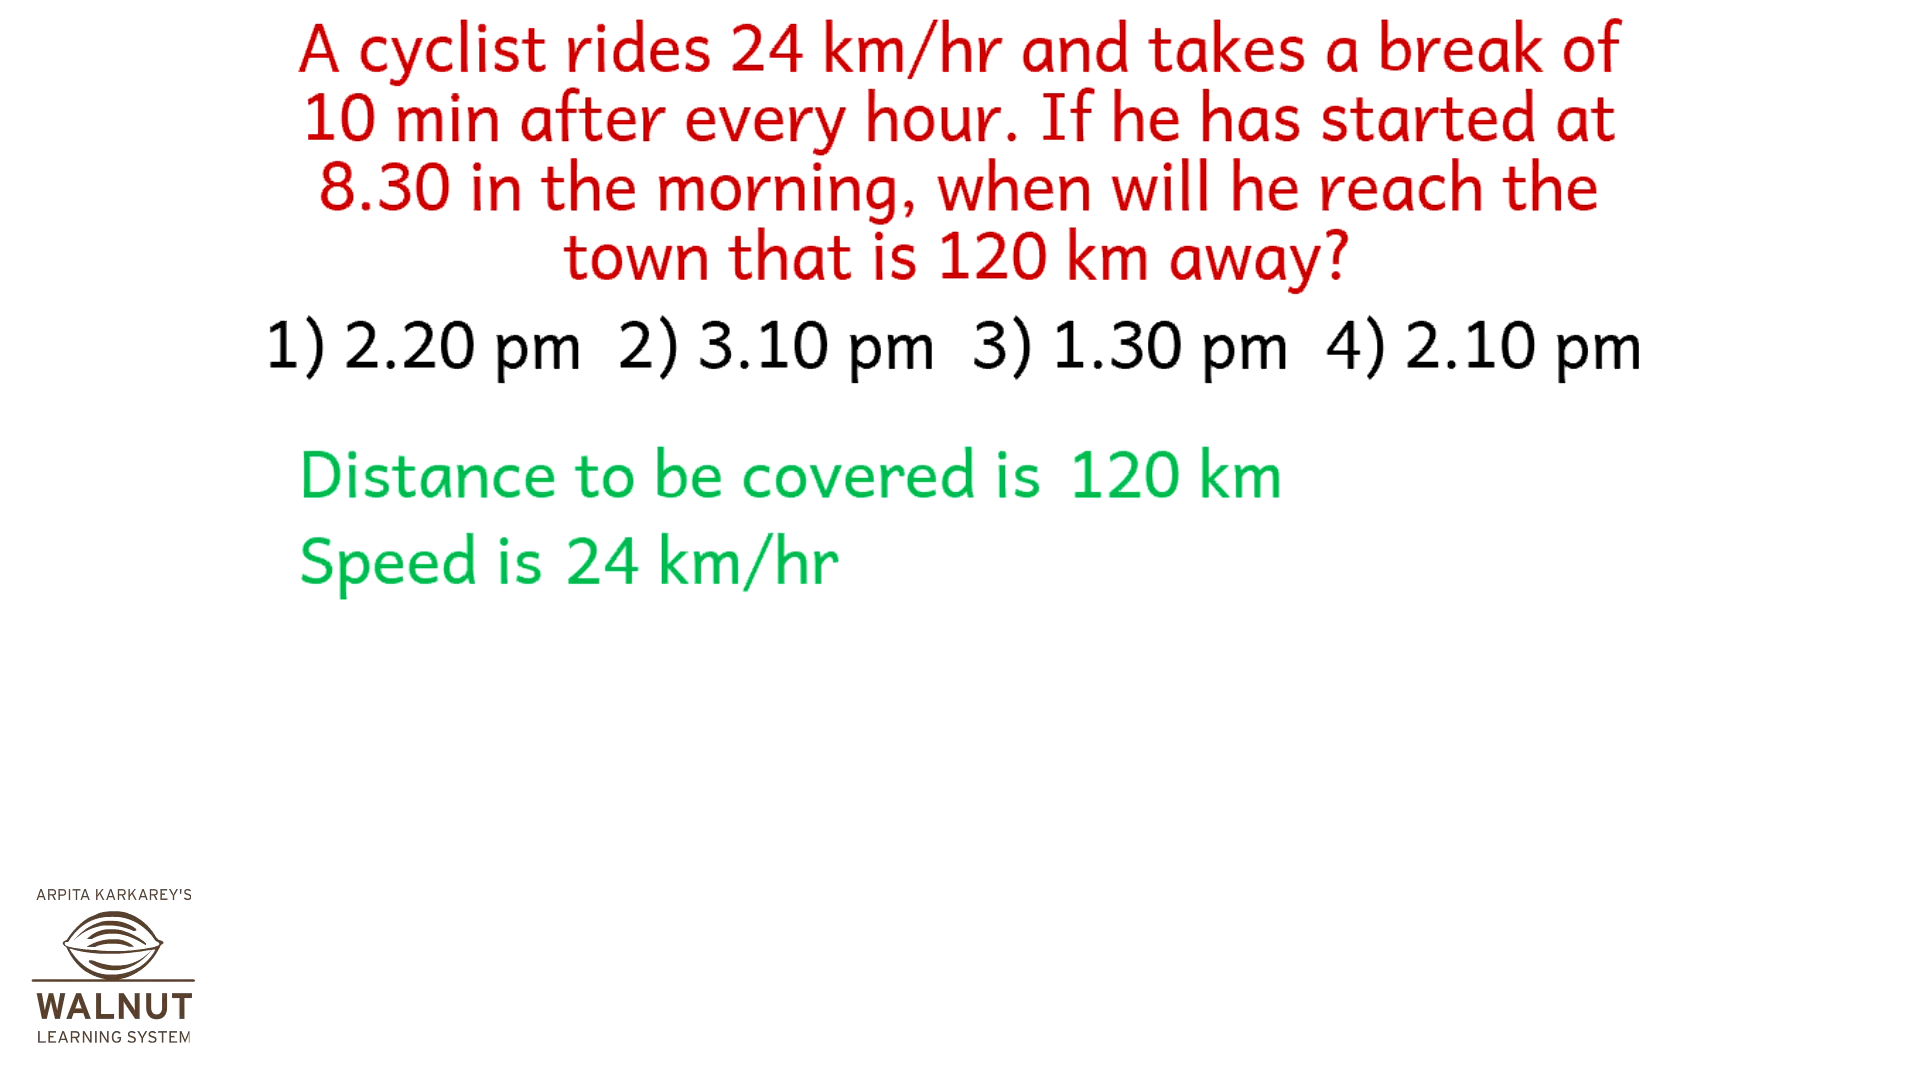 A cyclist rides 24 km/hr and takes a break of
10 min after every hour. If he has started at
8.30 in the morning, when will he reach the
town that is 120 km away?
1) 2.20 pm 2) 3.10 pm 3) 1.30 pm 4) 2.10 pm
Distance to be covered is 120 km
Speed is 24 km/hr
ARPITA KARKAREY'S
WALNUT
LEARNING SYSTEM